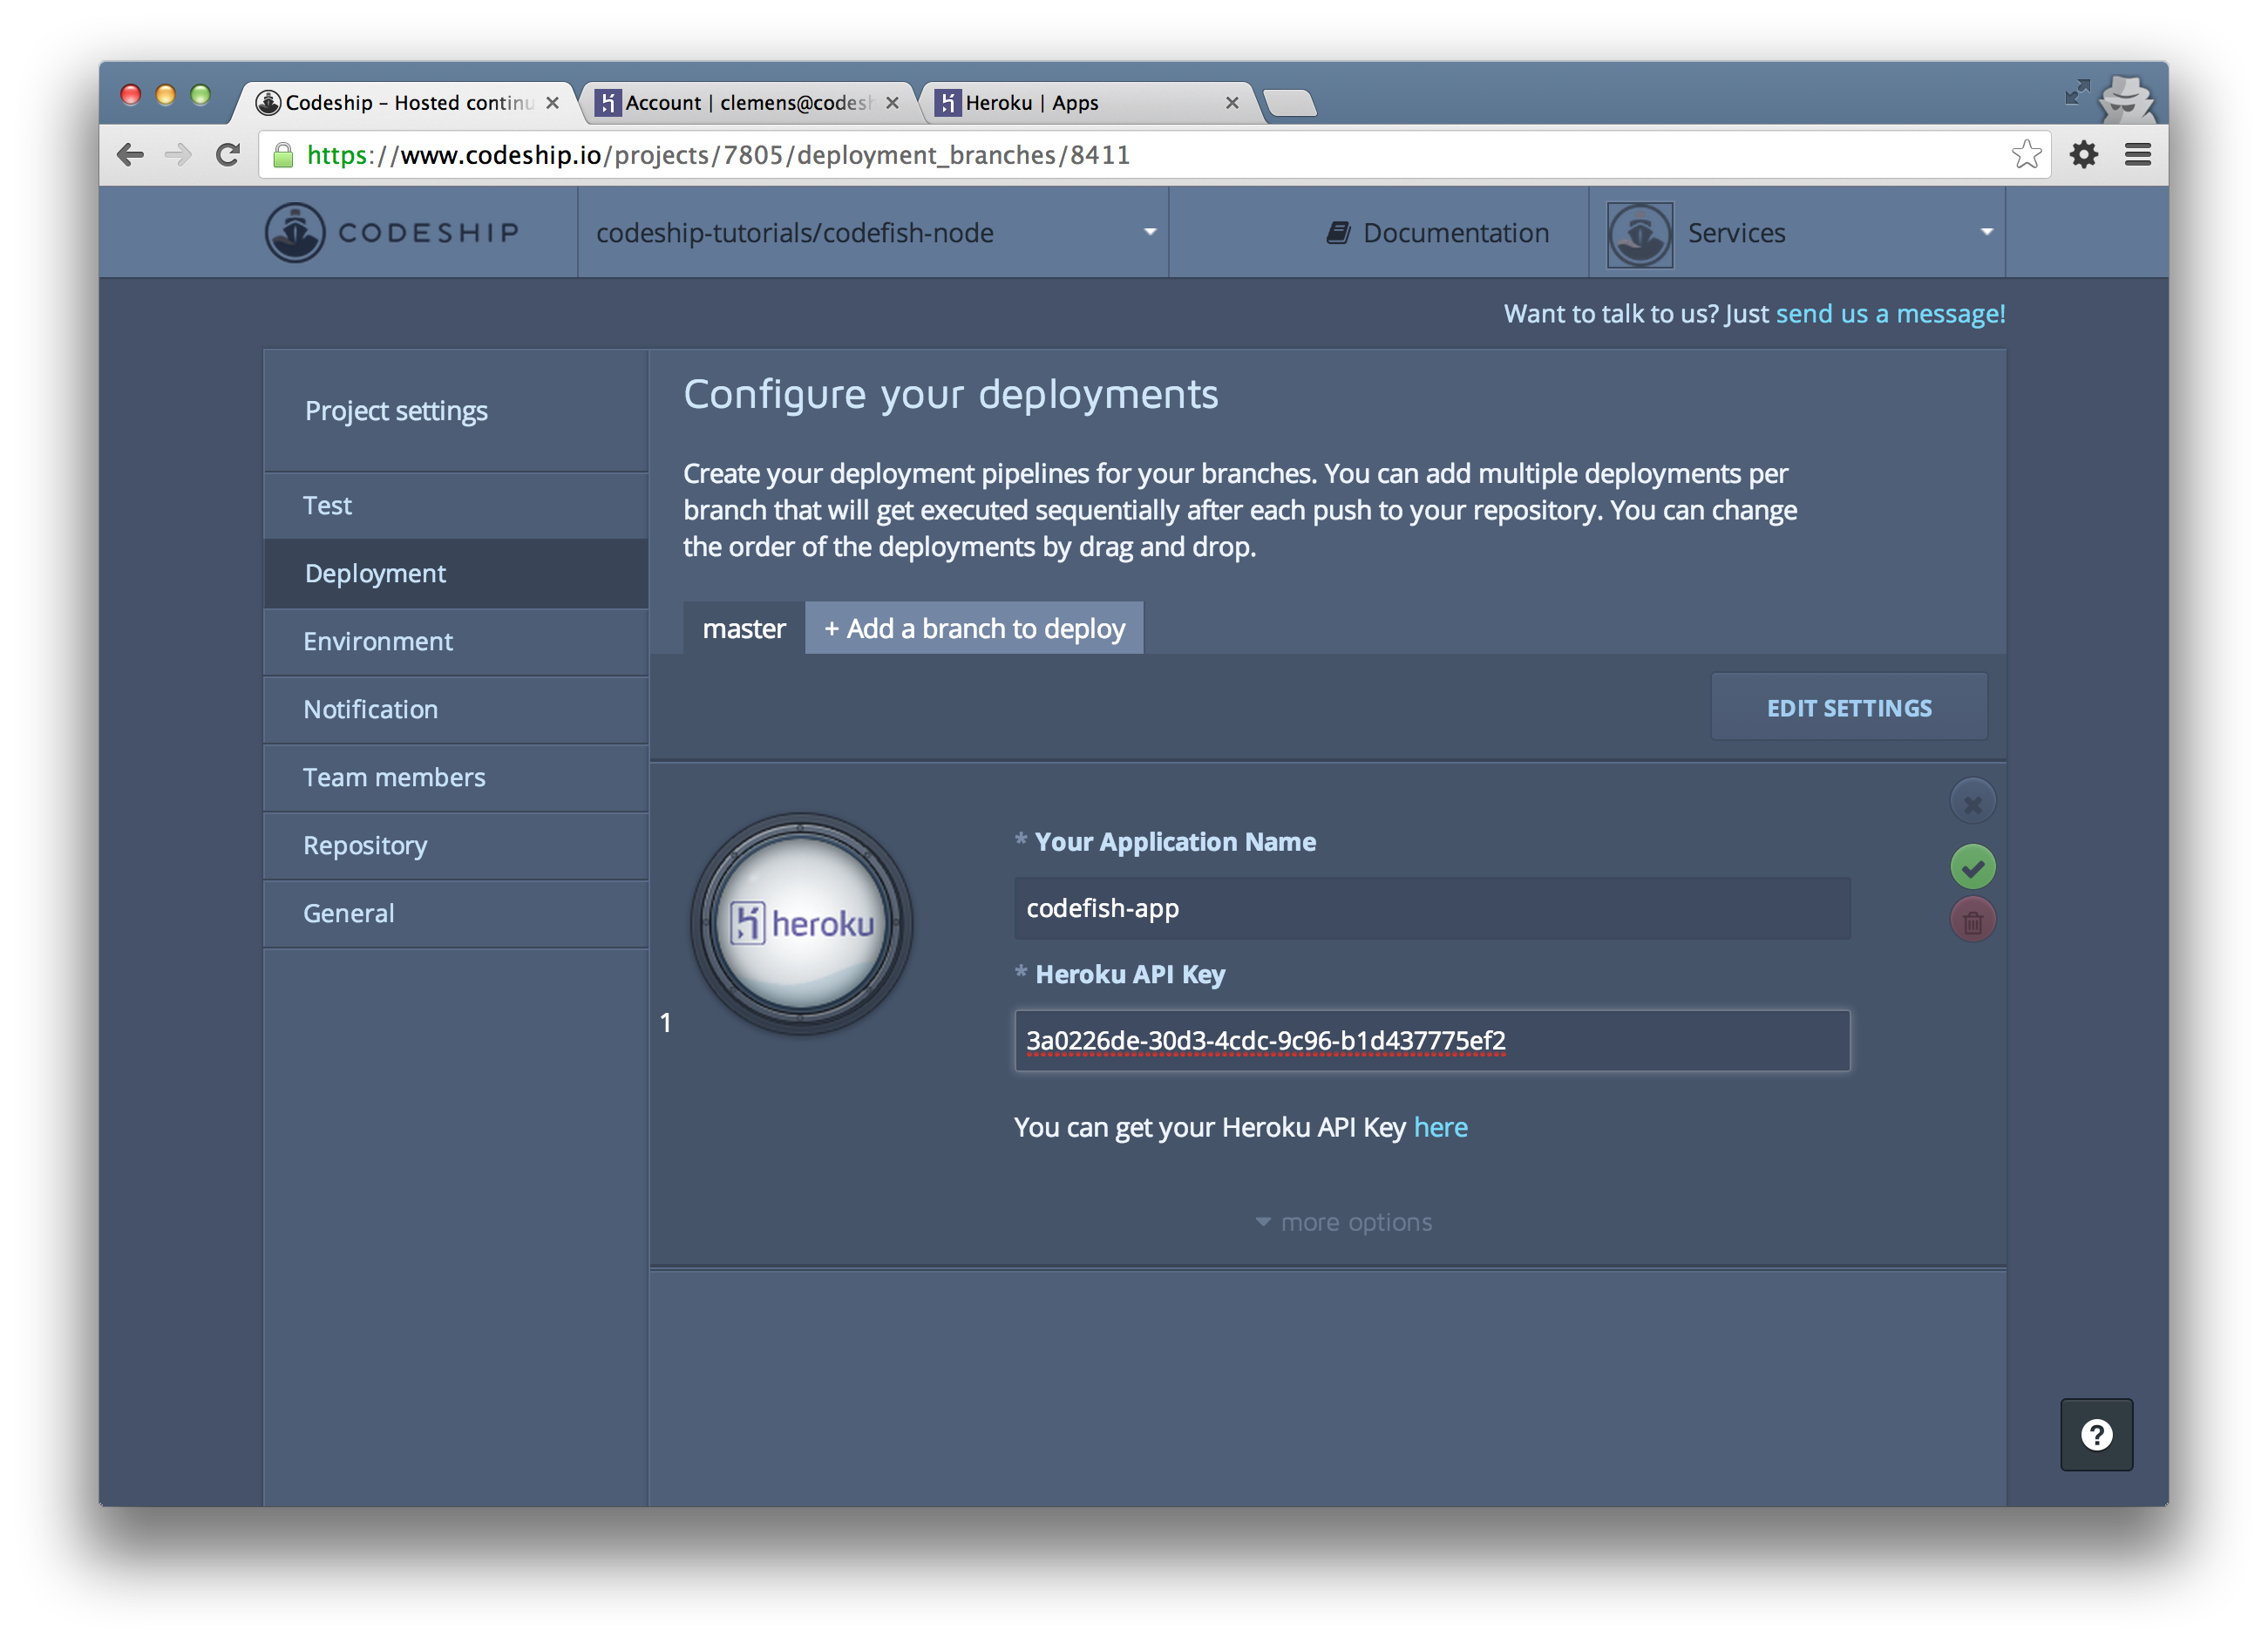 Codeship – Hosted continu
Account | clemens@codesh
Heroku | Apps
https://www.codeship.io/projects/7805/deployment_branches/8411
CODESHIP
codeship-tutorials/codefish-node
Documentation
Services
Want to talk to us? Just send us a message!
Project settings
Test
Deployment
Environment
Notification
Team members
Repository
General
Configure your deployments
Create your deployment pipelines for your branches. You can add multiple deployments per
branch that will get executed sequentially after each push to your repository. You can change
the order of the deployments by drag and drop.
master
+ Add a branch to deploy
EDIT SETTINGS
1
heroku
* Your Application Name
codefish-app
* Heroku API Key
3a0226de-30d3-4cdc-9c96-b1d437775ef2
You can get your Heroku API Key here
more options
?